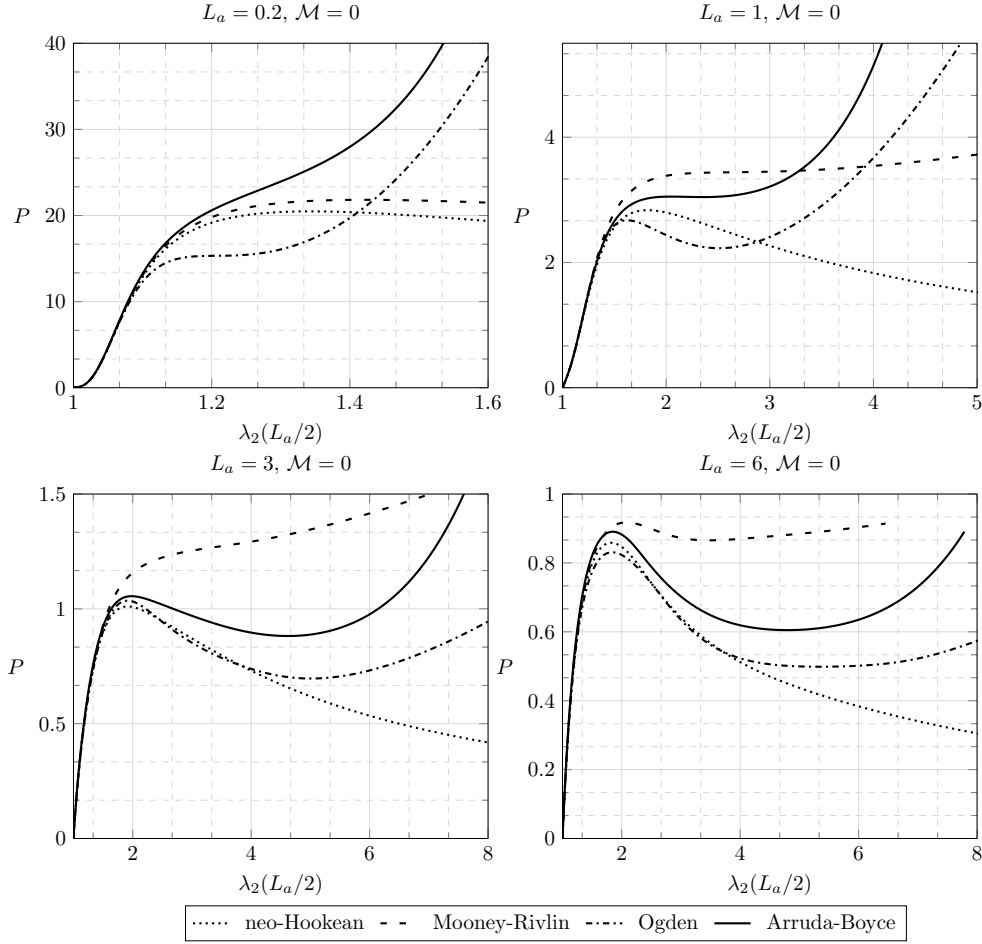 L_a = 0.2, ℳ = 0
L_a = 1, ℳ = 0
40
30
20
10
0
P
1
1.2
1.4
1.6
λ_2(L_a/2)
4
2
0
P
1
2
3
4
5
λ_2(L_a/2)
L_a = 3, ℳ = 0
L_a = 6, ℳ = 0
1.5
1
0.5
0
P
2
4
6
8
λ_2(L_a/2)
1
0.8
0.6
0.4
0.2
0
P
2
4
6
8
λ_2(L_a/2)
neo-Hookean Mooney-Rivlin Ogden Arruda-Boyce